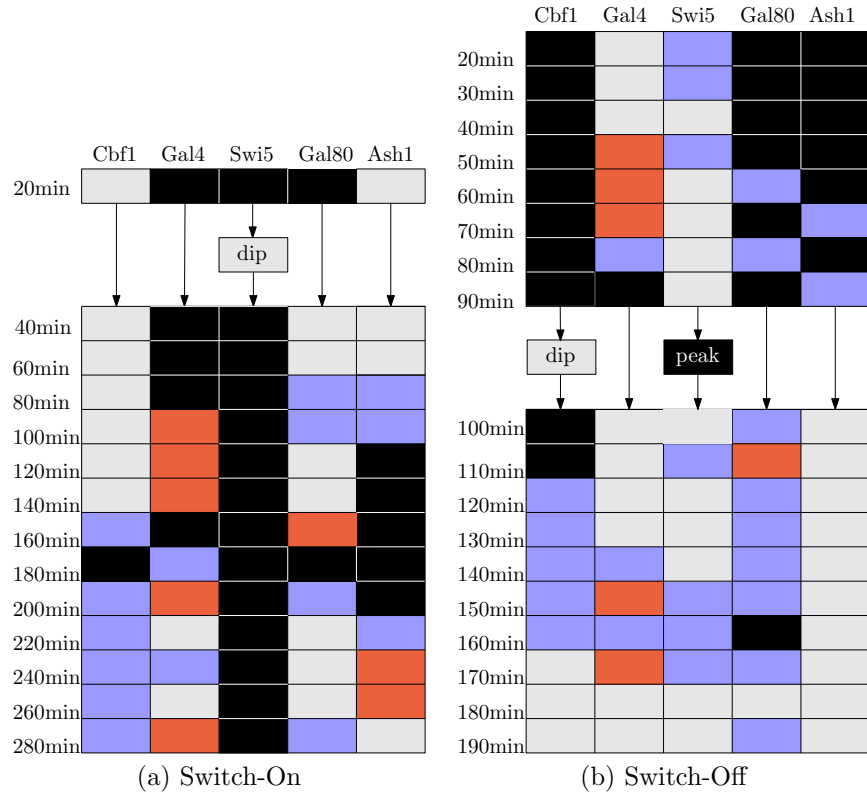 Cbf1 Gal4 Swi5 Gal80 Ash1
20min
30min
40min
50min
60min
70min
80min
90min
dip peak
100min
110min
120min
130min
140min
150min
160min
170min
180min
190min
(b) Switch-Off
Cbf1 Gal4 Swi5 Gal80 Ash1
20min
dip
40min
60min
80min
100min
120min
140min
160min
180min
200min
220min
240min
260min
280min
(a) Switch-On